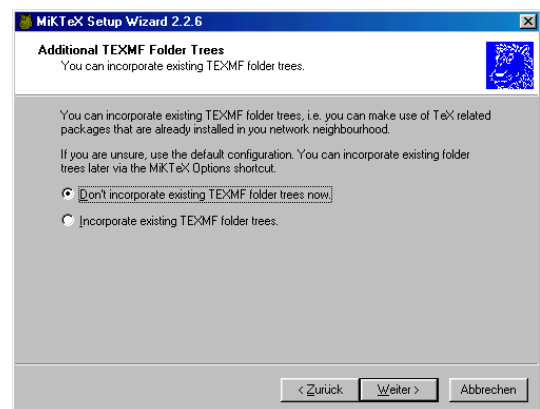 MiKTeX Setup Wizard 2.2.6
Additional TEXMF Folder Trees
You can incorporate existing TEXMF folder trees.
You can incorporate existing TEXMF folder trees, i.e. you can make use of TeX related
packages that are already installed in you network neighbourhood.
If you are unsure, use the default configuration. You can incorporate existing folder
trees later via the MiKTeX Options shortcut.
Don't incorporate existing TEXMF folder trees now.
Incorporate existing TEXMF folder trees.
< Zurück Weiter > Abbrechen